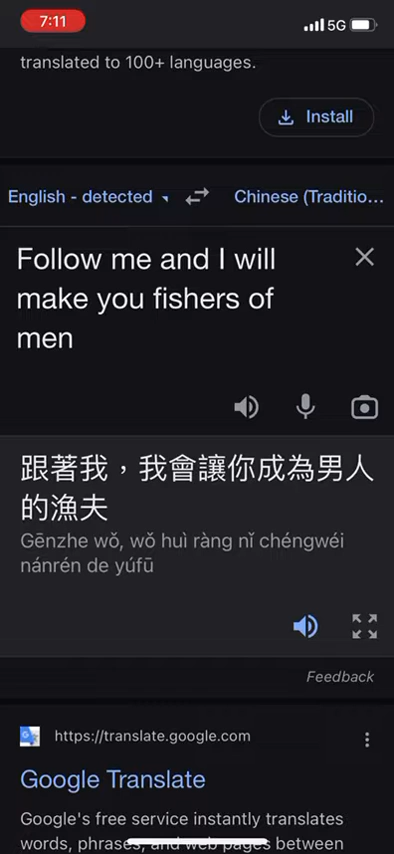 7:11
5G
translated to 100+ languages.
Install
English - detected
Chinese (Traditio...
Follow me and I will
make you fishers of
men
跟著我，我會讓你成為男人
的漁夫
Gēnzhe wǒ, wǒ huì ràng nǐ chéngwéi
nánrén de yúfū
Feedback
https://translate.google.com
Google Translate
Google's free service instantly translates
words, phrases, and web pages between